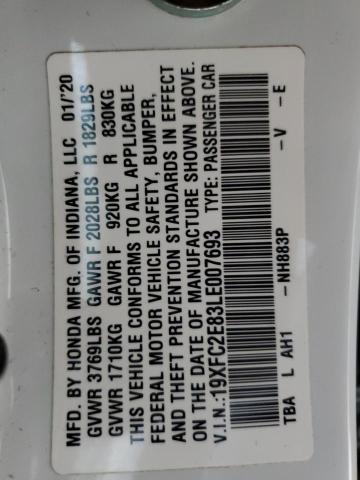 MFD. BY HONDA MFG. OF INDIANA, LLC 01/'20
GVWR 3769LBS GAWR F 2028LBS R 1829LBS
GVWR 1710KG GAWR F 920KG R 830KG
THIS VEHICLE CONFORMS TO ALL APPLICABLE
FEDERAL MOTOR VEHICLE SAFETY, BUMPER,
AND THEFT PREVENTION STANDARDS IN EFFECT
ON THE DATE OF MANUFACTURE SHOWN ABOVE.
V.I.N.:19XFC2E83LE007693 TYPE: PASSENGER CAR
TBA L AH1 -NH883P -V -E